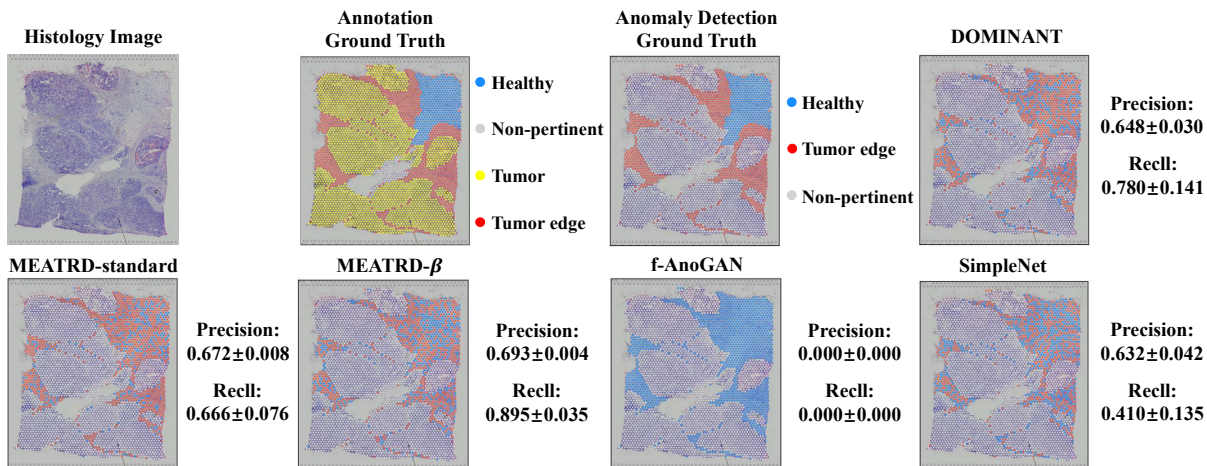 Histology Image
Annotation
Ground Truth
Healthy
Non-pertinent
Tumor
Tumor edge
Anomaly Detection
Ground Truth
Healthy
Tumor edge
Non-pertinent
DOMINANT
Precision:
0.648±0.030
Recll:
0.780±0.141
MEATRD-standard
Precision:
0.672±0.008
Recll:
0.666±0.076
MEATRD-β
Precision:
0.693±0.004
Recll:
0.895±0.035
f-AnoGAN
Precision:
0.000±0.000
Recll:
0.000±0.000
SimpleNet
Precision:
0.632±0.042
Recll:
0.410±0.135